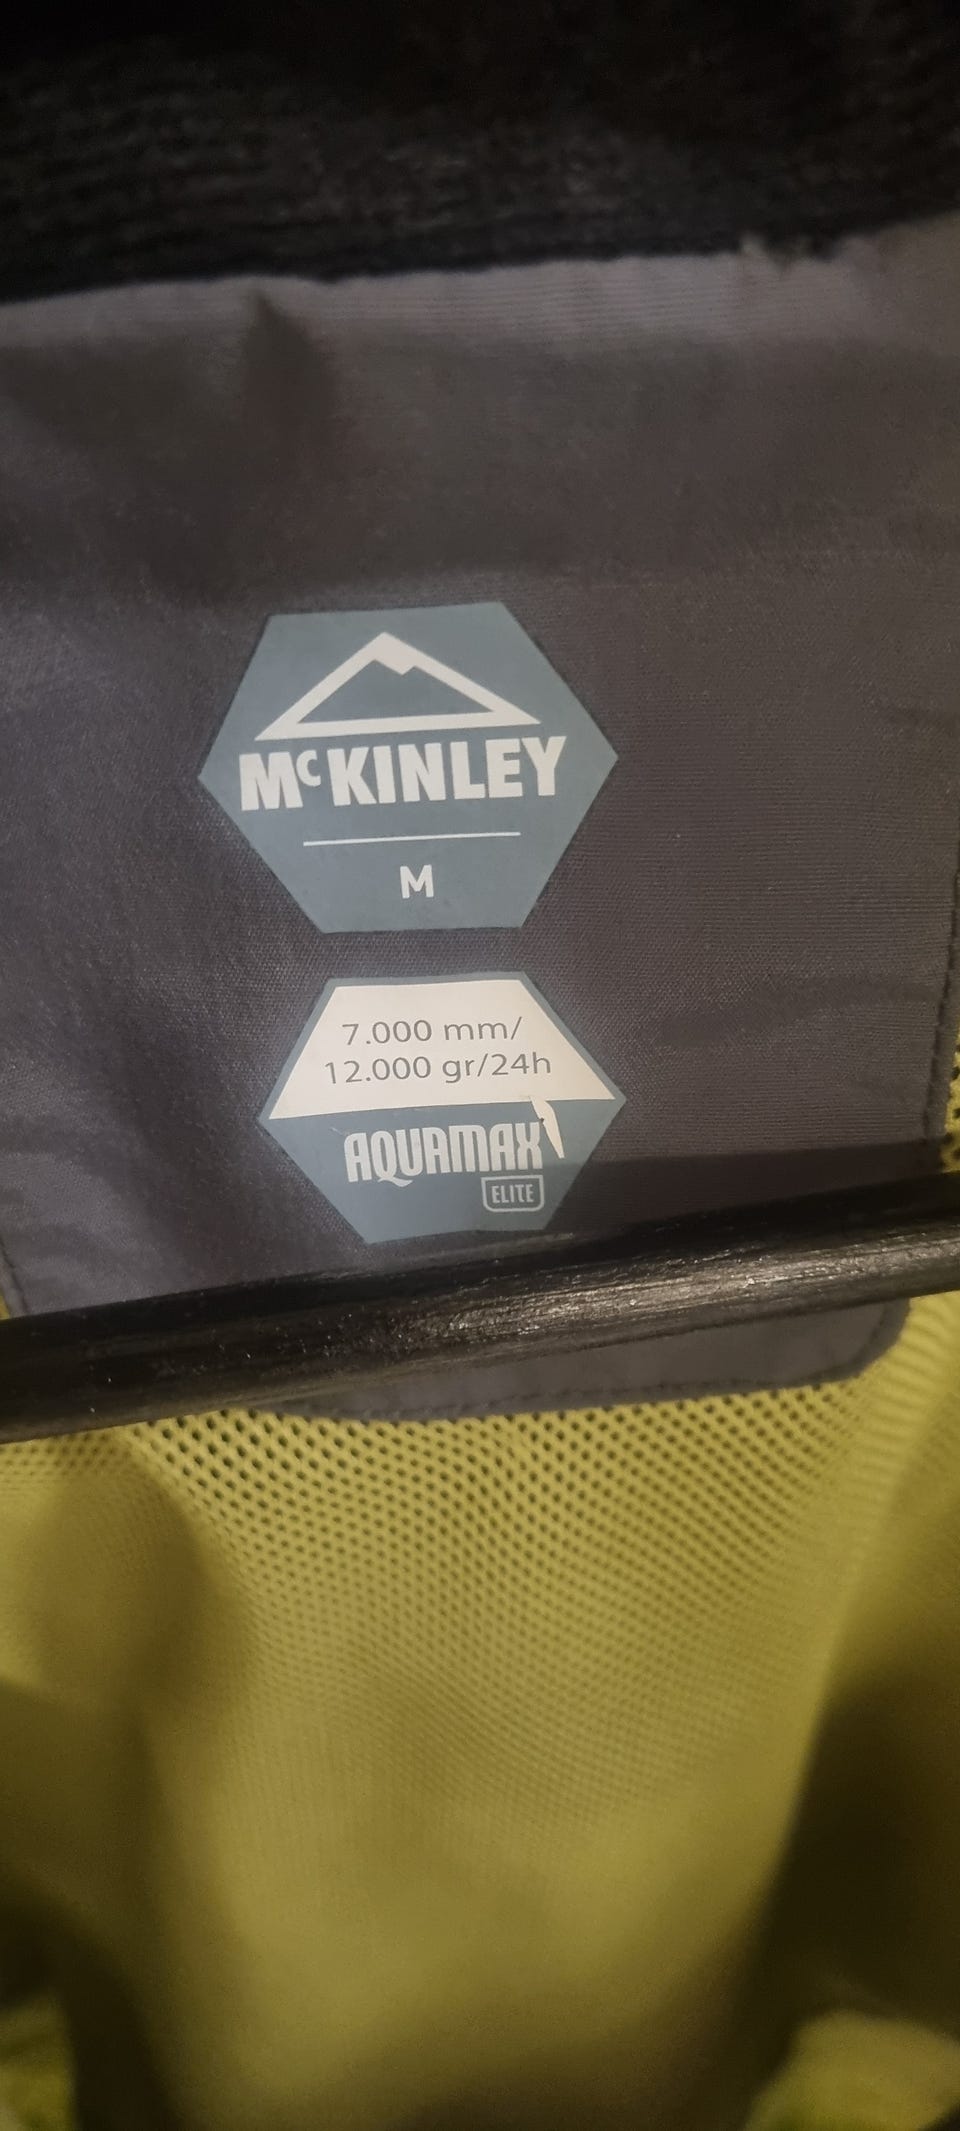 McKINLEY
M
7.000 mm/
12.000 gr/24h
AQUAMAX
ELITE